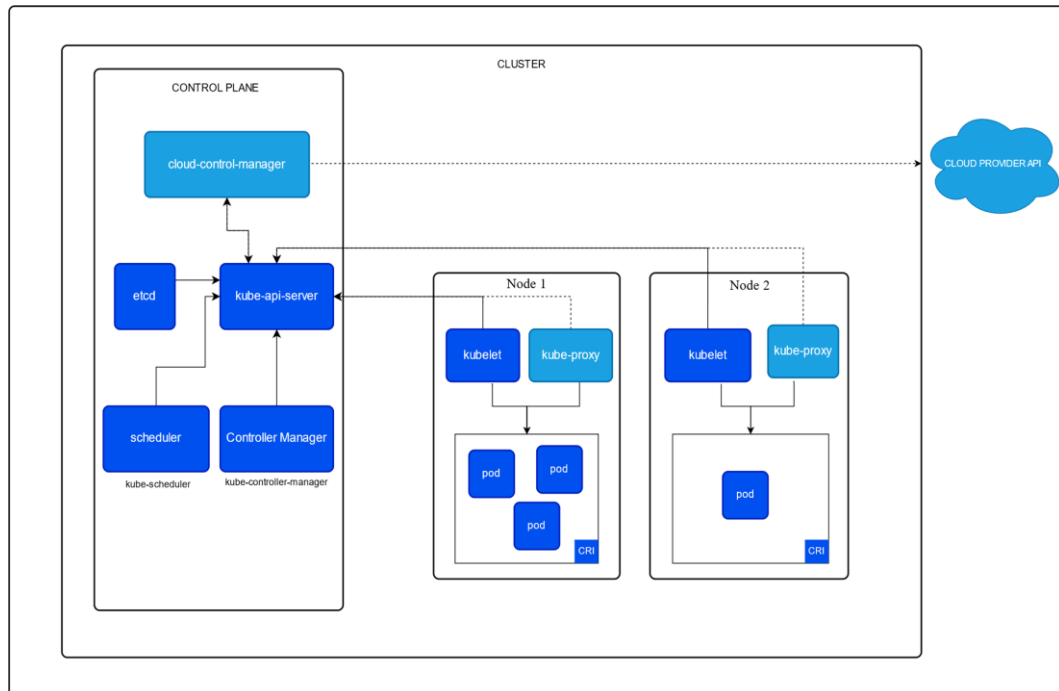 CLUSTER
CONTROL PLANE
cloud-control-manager
CLOUD PROVIDER API
etcd
kube-api-server
scheduler
kube-scheduler
Controller Manager
kube-controller-manager
Node 1
kubelet
kube-proxy
pod
pod
pod
CRI
Node 2
kubelet
kube-proxy
pod
CRI